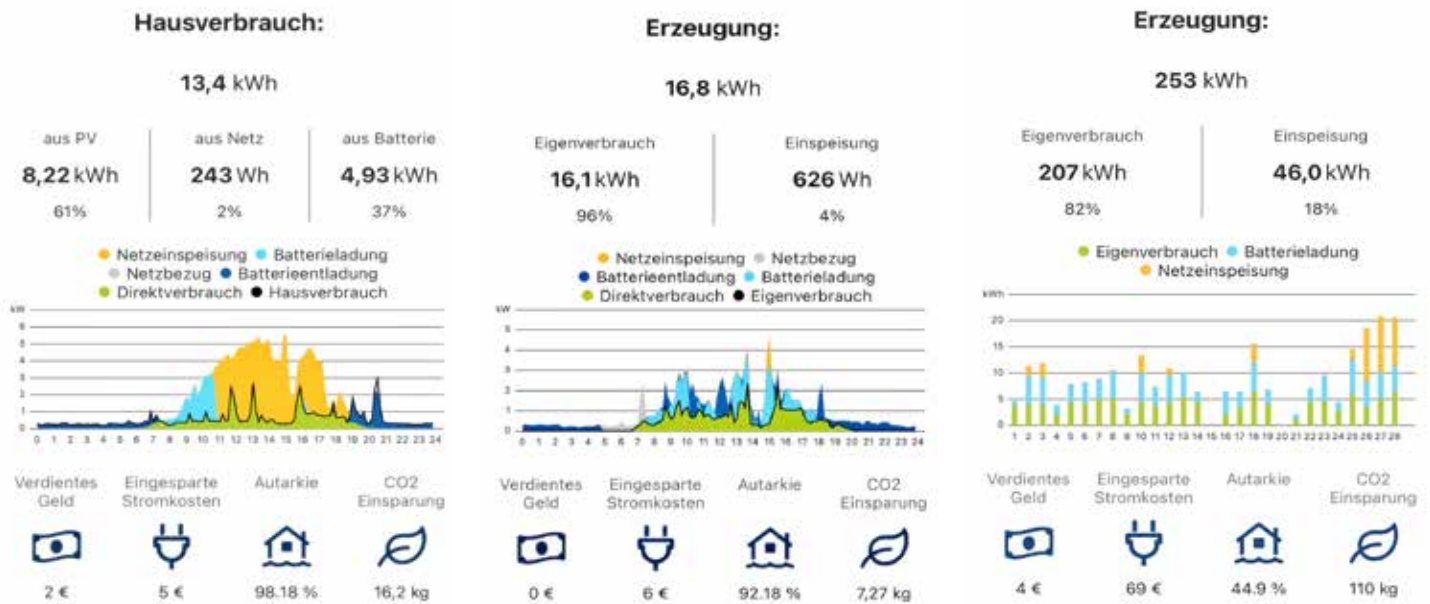 Hausverbrauch:
13,4 kWh
aus PV
aus Netz
aus Batterie
8,22 kWh
243 Wh
4,93 kWh
61%
2%
37%
Netzeinspeisung Batterieladung
Netzbezug Batterieentladung
Direktverbrauch Hausverbrauch
kW
6
5
4
3
2
1
0
0 1 2 3 4 5 6 7 8 9 10 11 12 13 14 15 16 17 18 19 20 21 22 23 24
Verdientes Geld
Eingesparte Stromkosten
Autarkie
CO2 Einsparung
2 €
5 €
98.18 %
16,2 kg
Erzeugung:
16,8 kWh
Eigenverbrauch
Einspeisung
16,1 kWh
626 Wh
96%
4%
Netzeinspeisung Netzbezug
Batterieentladung Batterieladung
Direktverbrauch Eigenverbrauch
kW
5
4
3
2
1
0
0 1 2 3 4 5 6 7 8 9 10 11 12 13 14 15 16 17 18 19 20 21 22 23 24
Verdientes Geld
Eingesparte Stromkosten
Autarkie
CO2 Einsparung
0 €
6 €
92.18 %
7,27 kg
Erzeugung:
253 kWh
Eigenverbrauch
Einspeisung
207 kWh
46,0 kWh
82%
18%
Eigenverbrauch Batterieladung
Netzeinspeisung
kWh
20
15
10
5
0
1 2 3 4 5 6 7 8 9 10 11 12 13 14 15 16 17 18 19 20 21 22 23 24 25 26 27 28
Verdientes Geld
Eingesparte Stromkosten
Autarkie
CO2 Einsparung
4 €
69 €
44.9 %
110 kg